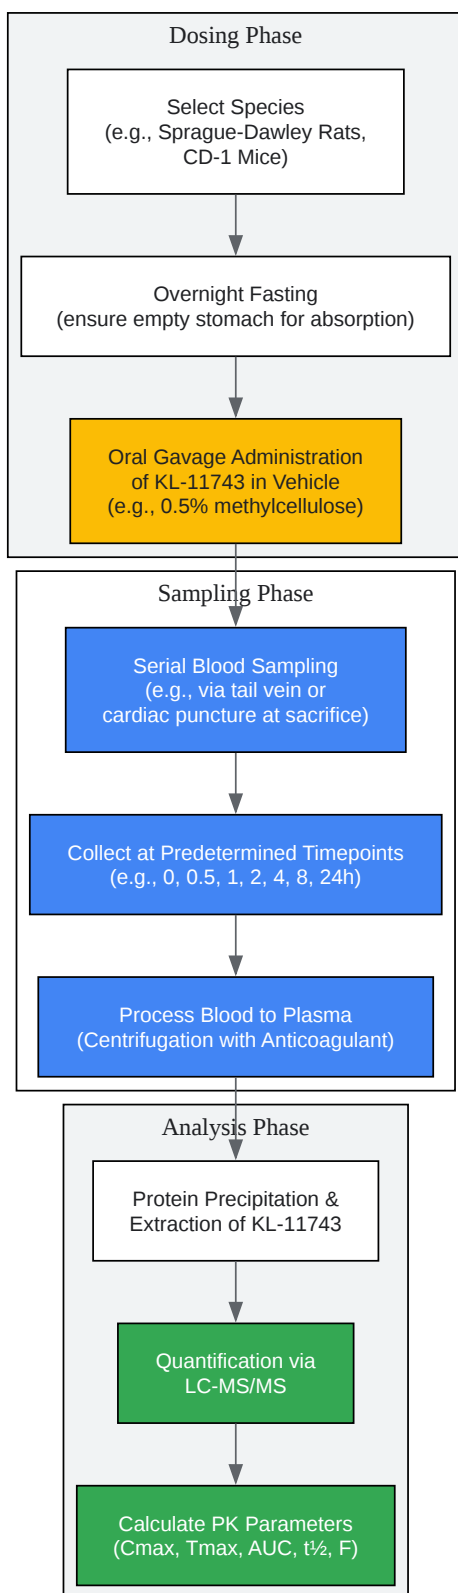 Dosing Phase
Select Species
(e.g., Sprague-Dawley Rats,
CD-1 Mice)
Overnight Fasting
(ensure empty stomach for absorption)
Oral Gavage Administration
of KL-11743 in Vehicle
(e.g., 0.5% methylcellulose)
Sampling Phase
Serial Blood Sampling
(e.g., via tail vein or
cardiac puncture at sacrifice)
Collect at Predetermined Timepoints
(e.g., 0, 0.5, 1, 2, 4, 8, 24h)
Process Blood to Plasma
(Centrifugation with Anticoagulant)
Analysis Phase
Protein Precipitation &
Extraction of KL-11743
Quantification via
LC-MS/MS
Calculate PK Parameters
(Cmax, Tmax, AUC, t½, F)